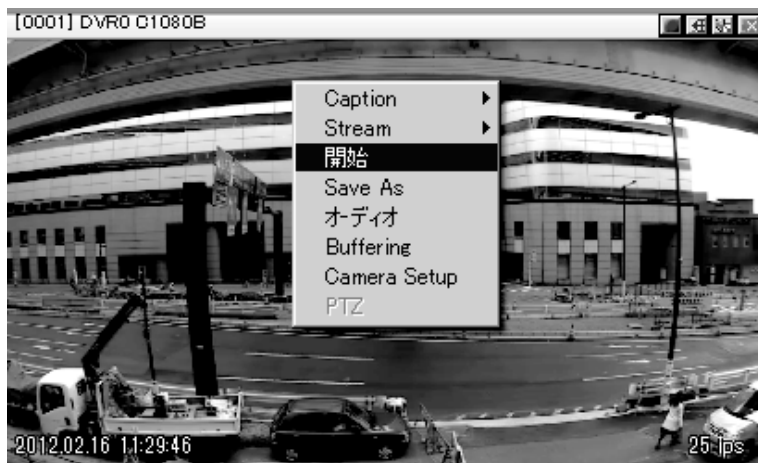 [0001] DVR0 C1080B
Caption
Stream
開始
Save As
オーディオ
Buffering
Camera Setup
PTZ
2012.02.16 11:29:46
25 ips